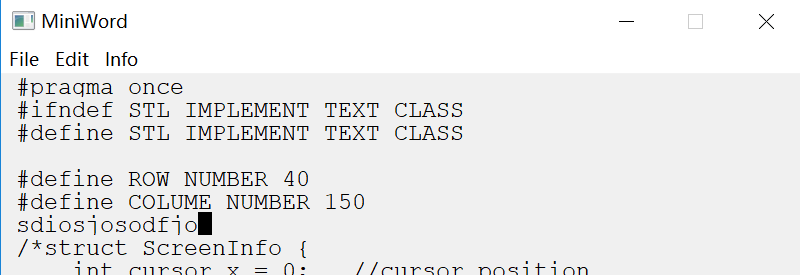 MiniWord
File Edit Info
#pragma once
#ifndef STL IMPLEMENT TEXT CLASS
#define STL IMPLEMENT TEXT CLASS
#define ROW NUMBER 40
#define COLUME NUMBER 150
sdiosjosodfjo
/*struct ScreenInfo {
int cursor x = 0; //cursor position